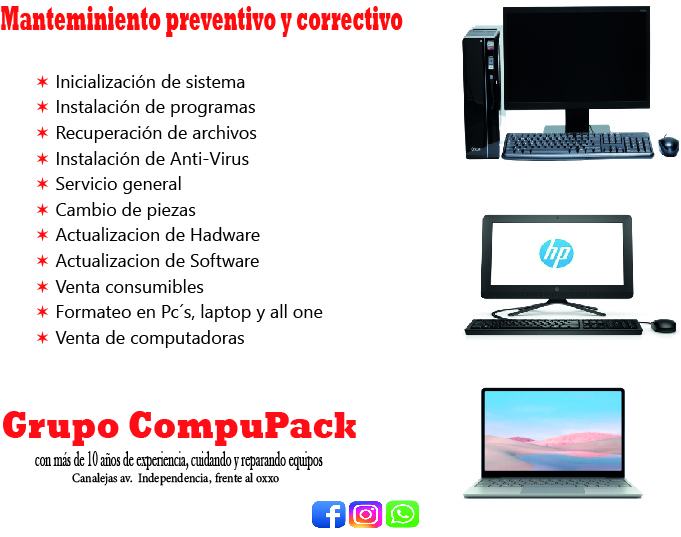 Manteminiento preventivo y correctivo
✶ Inicialización de sistema
✶ Instalación de programas
✶ Recuperación de archivos
✶ Instalación de Anti-Virus
✶ Servicio general
✶ Cambio de piezas
✶ Actualizacion de Hadware
✶ Actualizacion de Software
✶ Venta consumibles
✶ Formateo en Pc´s, laptop y all one
✶ Venta de computadoras
hp
Grupo CompuPack
con más de 10 años de experiencia, cuidando y reparando equipos
Canalejas av. Independencia, frente al oxxo